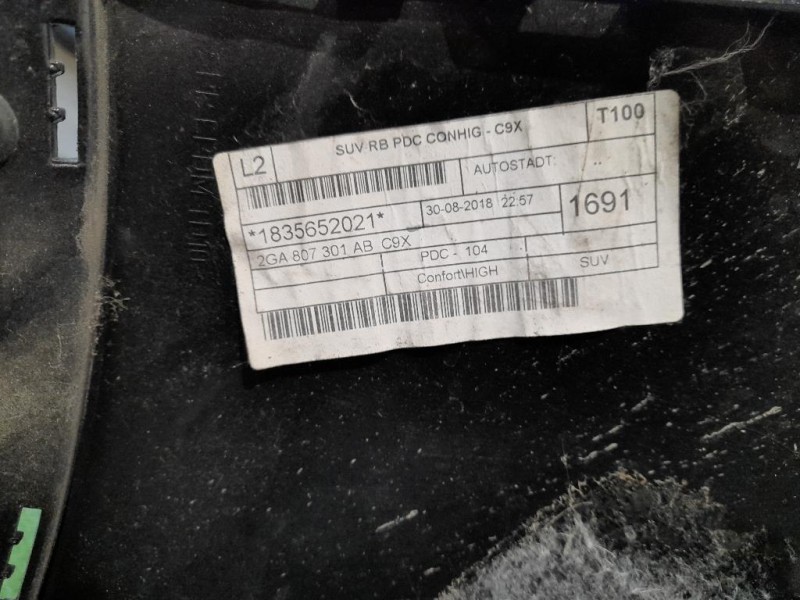 L2 SUV RB PDC CONHIG - C9X T100
AUTOSTADT: ..
*1835652021* 30-08-2018 22:57 1691
2GA 807 301 AB C9X PDC - 104
Confort\HIGH SUV